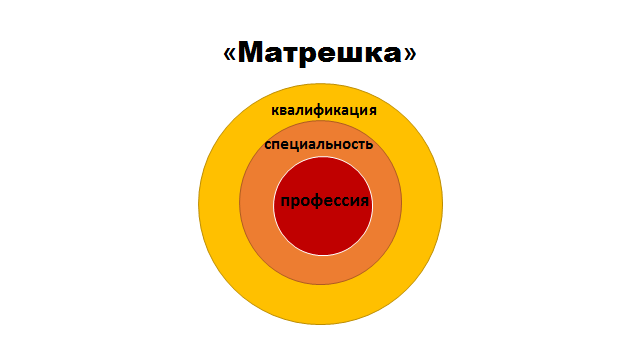 «Матрешка»
квалификация
специальность
профессия